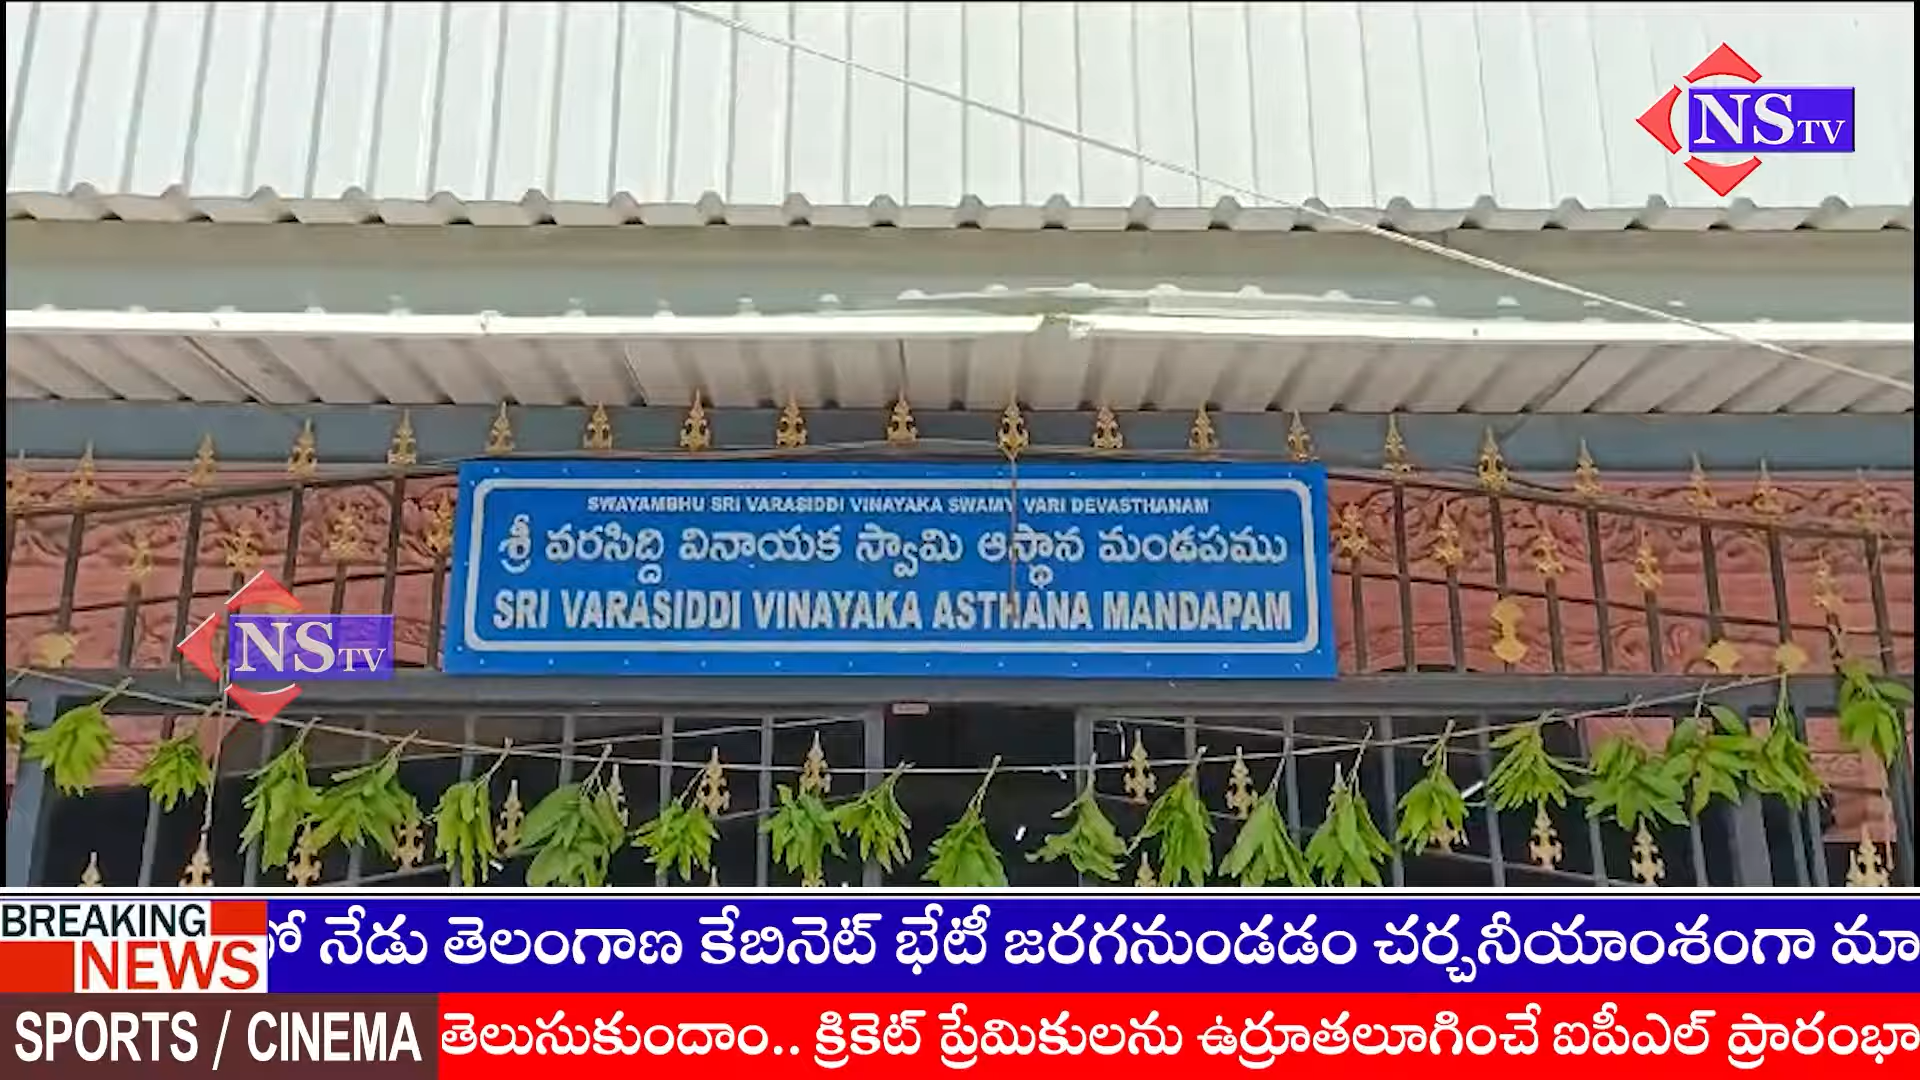 NS TV
SWAYAMBHU SRI VARASIDDI VINAYAKA SWAMY VARI DEVASTHANAM
శ్రీ వరసిద్ది వినాయక స్వామి ఆస్థాన మండపము
SRI VARASIDDI VINAYAKA ASTHANA MANDAPAM
NS TV
BREAKING
NEWS
నేడు తెలంగాణ కేబినెట్ భేటీ జరగనుండడం చర్చనీయాంశంగా మా
SPORTS / CINEMA
తెలుసుకుందాం.. క్రికెట్ ప్రేమికులను ఉర్రూతలూగించే ఐపీఎల్ ప్రారంభా